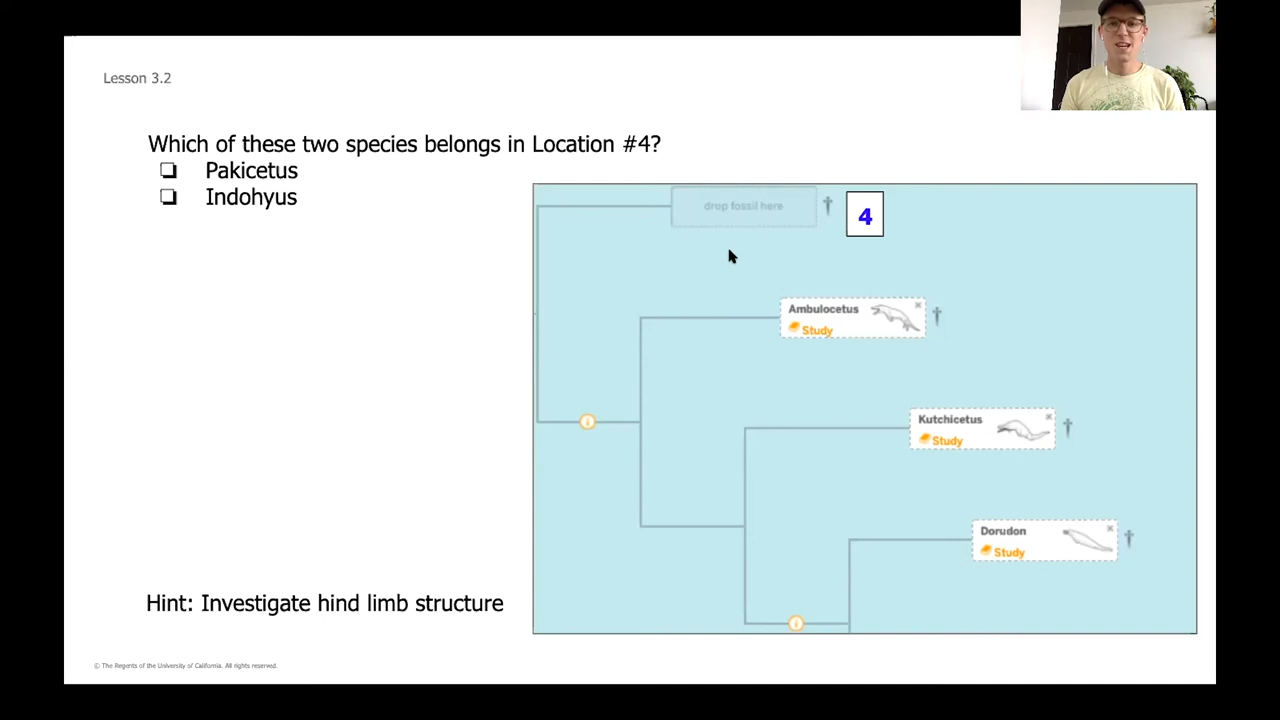 Lesson 3.2
Which of these two species belongs in Location #4?
❏ Pakicetus
❏ Indohyus
drop fossil here † 4
Ambulocetus
Study
†
Kutchicetus
Study
†
Dorudon
Study
†
Hint: Investigate hind limb structure
© The Regents of the University of California. All rights reserved.